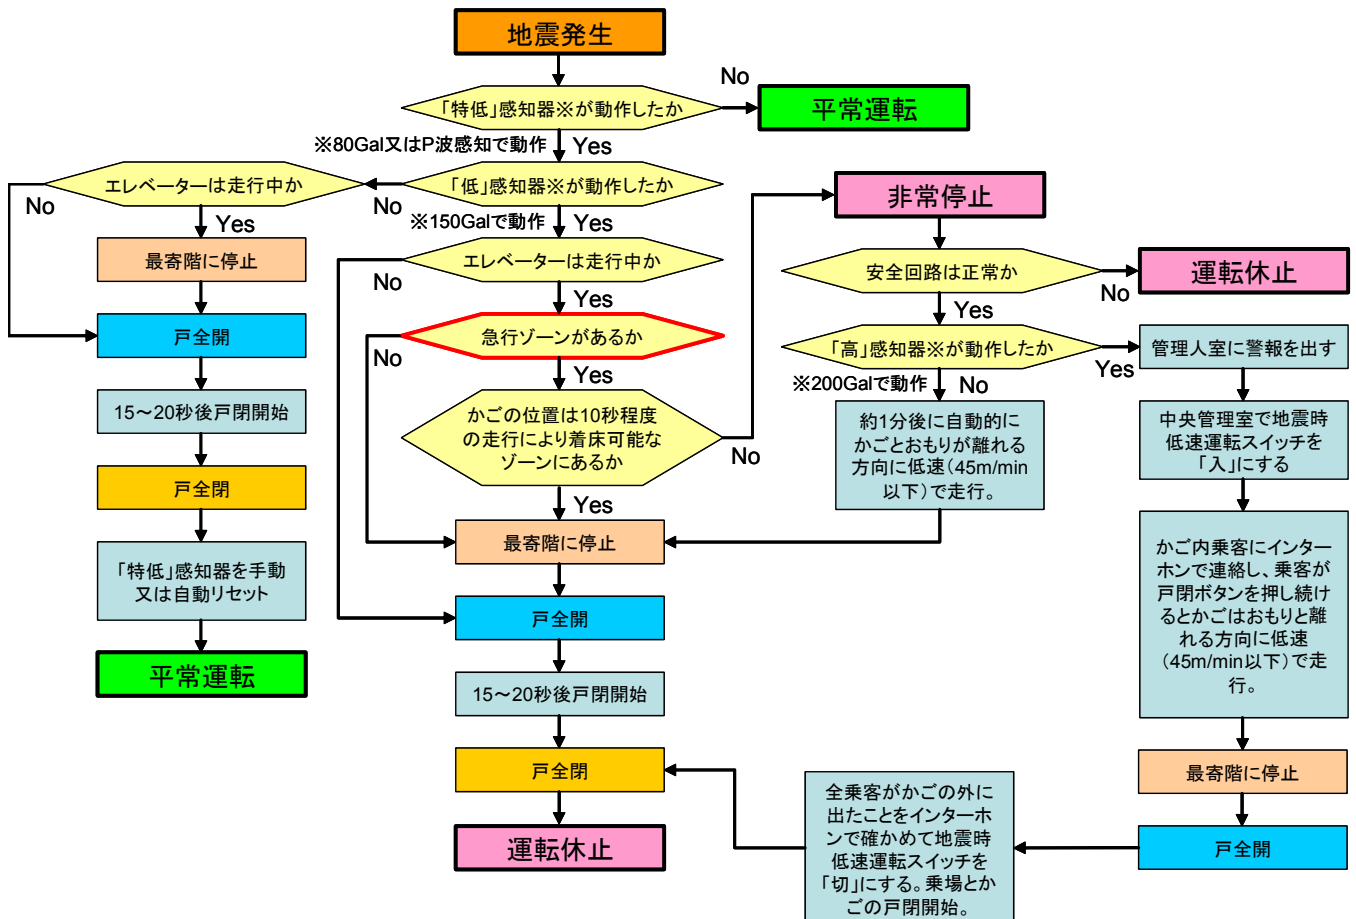 地震発生
No
「特低」感知器※が動作したか
平常運転
※80Gal又はP波感知で動作
Yes
エレベーターは走行中か
「低」感知器※が動作したか
No
No
Yes
※150Galで動作
Yes
非常停止
最寄階に停止
エレベーターは走行中か
No
Yes
安全回路は正常か
No
運転休止
Yes
戸全開
急行ゾーンがあるか
No
Yes
「高」感知器※が動作したか
Yes
管理人室に警報を出す
※200Galで動作
No
15～20秒後戸閉開始
かごの位置は10秒程度
の走行により着床可能な
ゾーンにあるか
No
Yes
約1分後に自動的に
かごとおもりが離れる
方向に低速（45m/min
以下）で走行。
中央管理室で地震時
低速運転スイッチを
「入」にする
戸全閉
最寄階に停止
「特低」感知器を手動
又は自動リセット
かご内乗客にインター
ホンで連絡し、乗客が
戸閉ボタンを押し続け
るとかごはおもりと離
れる方向に低速
（45m/min以下）で走
行。
戸全開
平常運転
15～20秒後戸閉開始
戸全閉
最寄階に停止
運転休止
戸全開
全乗客がかごの外に
出たことをインターホ
ンで確かめて地震時
低速運転スイッチを
「切」にする。乗場とか
ごの戸閉開始。